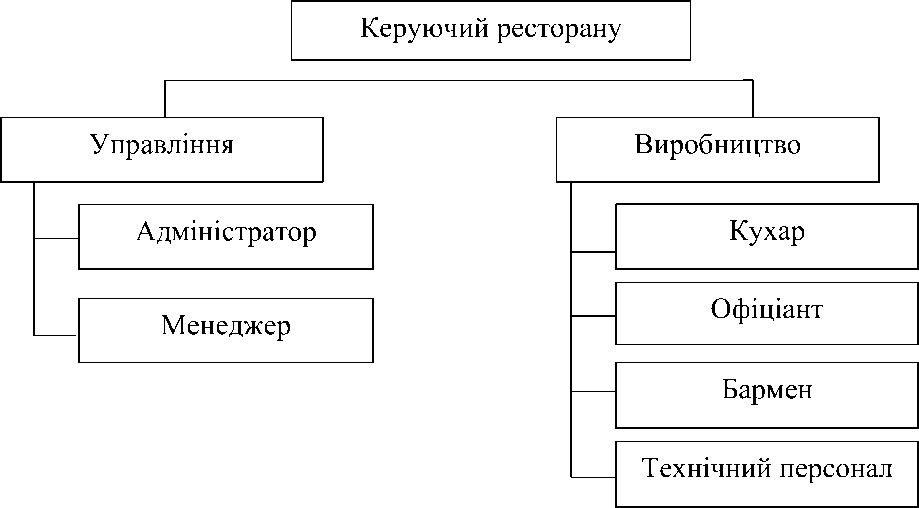 Керуючий ресторану
Управління
Виробництво
Адміністратор
Кухар
Менеджер
Офіціант
Бармен
Технічний персонал